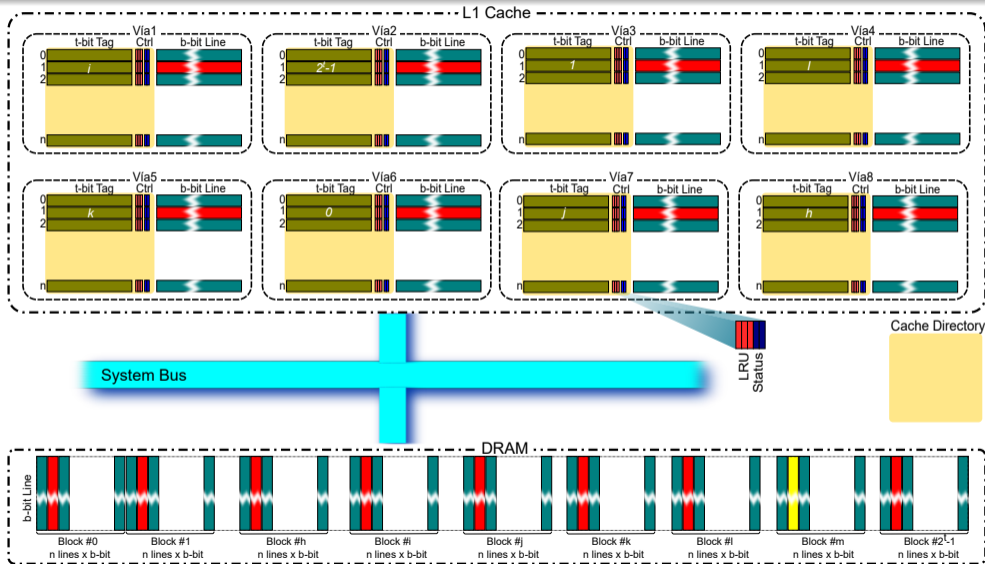 L1 Cache
Vía1
t-bit Tag Ctrl b-bit Line
0
1 i
2
n
Vía2
t-bit Tag Ctrl b-bit Line
0
1 2^t-1
2
n
Vía3
t-bit Tag Ctrl b-bit Line
0
1 1
2
n
Vía4
t-bit Tag Ctrl b-bit Line
0
1 l
2
n
Vía5
t-bit Tag Ctrl b-bit Line
0
1 k
2
n
Vía6
t-bit Tag Ctrl b-bit Line
0
1 0
2
n
Vía7
t-bit Tag Ctrl b-bit Line
0
1 j
2
n
Vía8
t-bit Tag Ctrl b-bit Line
0
1 h
2
n
LRU
Status
Cache Directory
System Bus
DRAM
b-bit Line
Block #0
n lines x b-bit
Block #1
n lines x b-bit
Block #h
n lines x b-bit
Block #i
n lines x b-bit
Block #j
n lines x b-bit
Block #k
n lines x b-bit
Block #l
n lines x b-bit
Block #m
n lines x b-bit
Block #2^t-1
n lines x b-bit